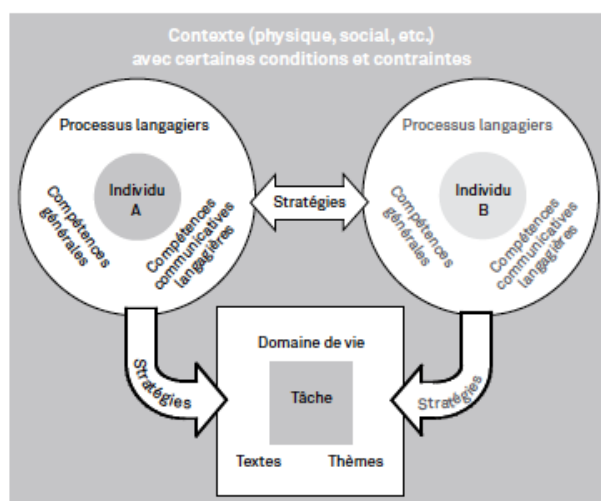 Contexte (physique, social, etc.)
avec certaines conditions et contraintes
Processus langagiers
Individu
A
Compétences
générales
Compétences
communicatives
langagières
Stratégies
Processus langagiers
Individu
B
Compétences
générales
Compétences
communicatives
langagières
Stratégies
Domaine de vie
Tâche
Textes
Thèmes
Stratégies